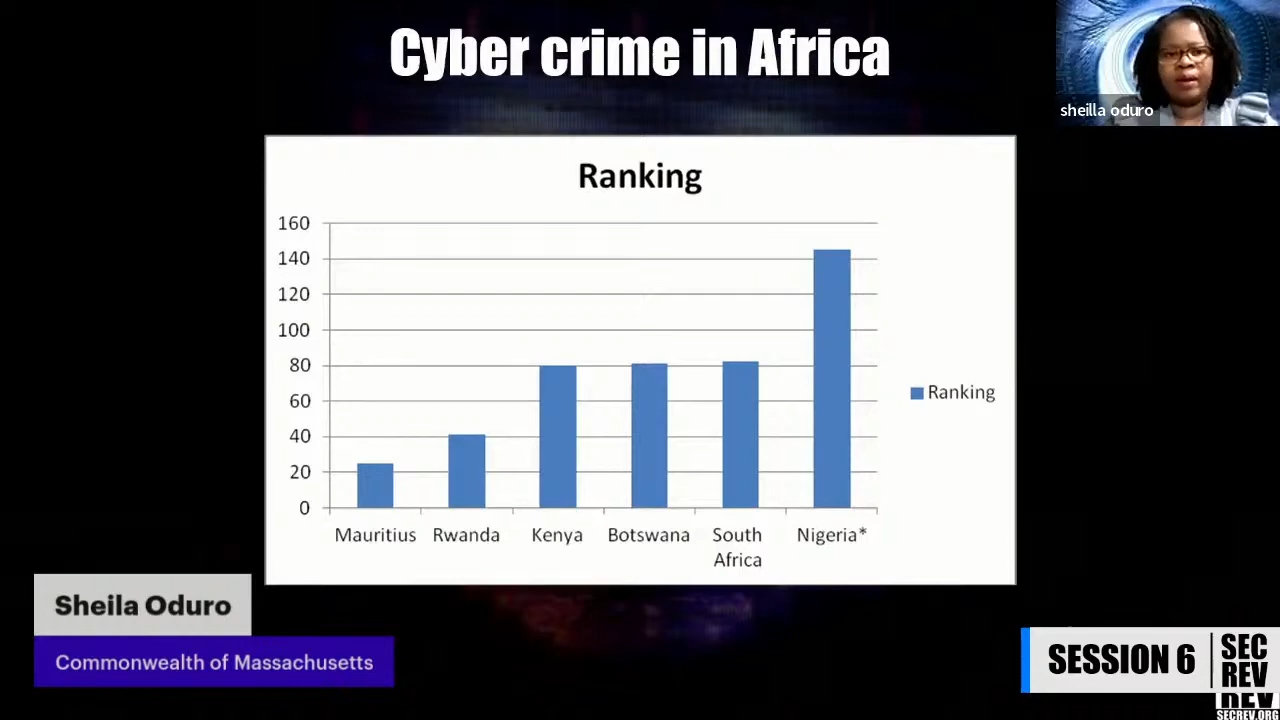 Cyber crime in Africa
sheilla oduro
Ranking
160
140
120
100
80
60
40
20
0
Mauritius Rwanda Kenya Botswana South Africa Nigeria*
Ranking
Sheila Oduro
Commonwealth of Massachusetts
SESSION 6
SEC
REV
REV
SECREV.ORG